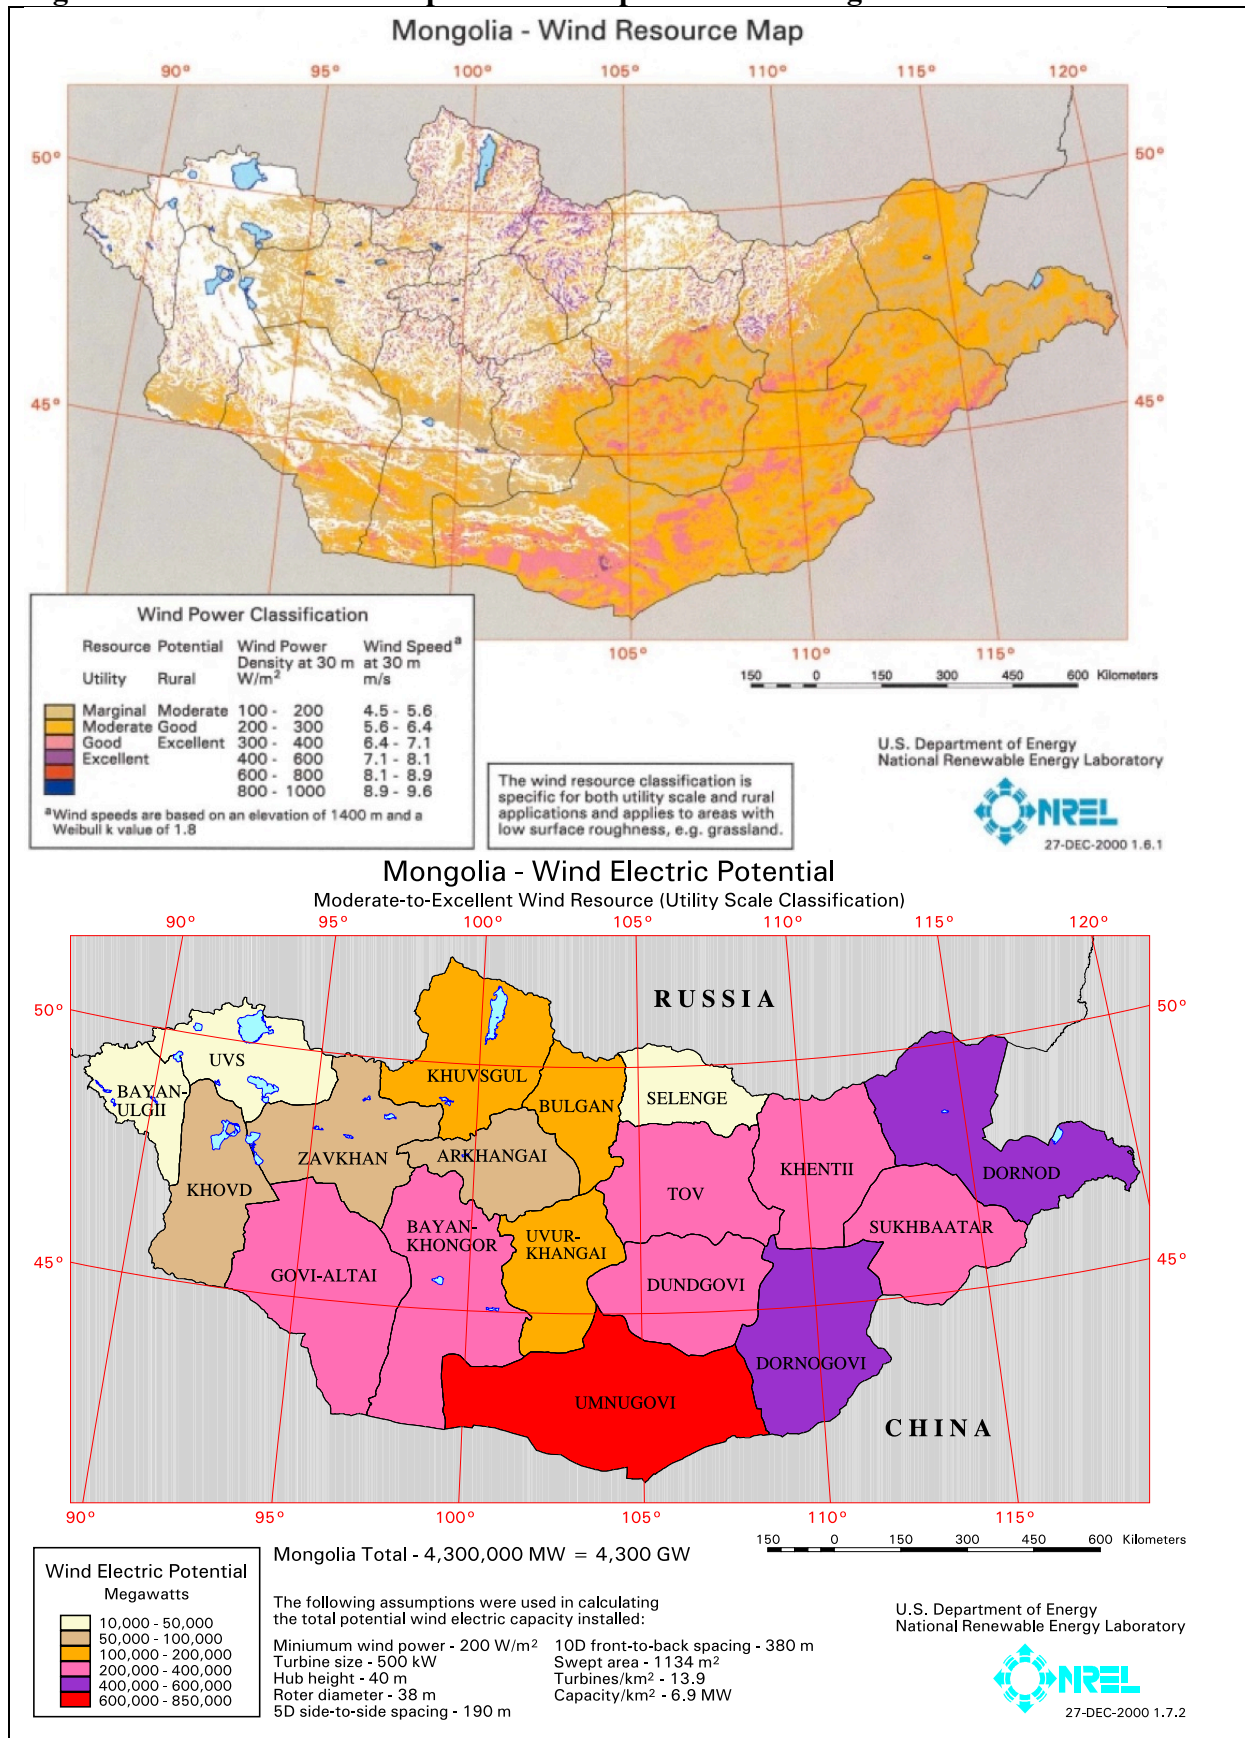 Mongolia - Wind Resource Map
90° 95° 100° 105° 110° 115° 120°
50° 50°
45° 45°
105° 110° 115°
Wind Power Classification
Resource Potential Wind Power Wind Speed a
Density at 30 m at 30 m
Utility Rural W/m2 m/s
Marginal Moderate 100 - 200 4.5 - 5.6
Moderate Good 200 - 300 5.6 - 6.4
Good Excellent 300 - 400 6.4 - 7.1
Excellent 400 - 600 7.1 - 8.1
600 - 800 8.1 - 8.9
800 - 1000 8.9 - 9.6
a Wind speeds are based on an elevation of 1400 m and a
Weibull k value of 1.8
150 0 150 300 450 600 Kilometers
The wind resource classification is
specific for both utility scale and rural
applications and applies to areas with
low surface roughness, e.g. grassland.
U.S. Department of Energy
National Renewable Energy Laboratory
NREL
27-DEC-2000 1.6.1
Mongolia - Wind Electric Potential
Moderate-to-Excellent Wind Resource (Utility Scale Classification)
90° 95° 100° 105° 110° 115° 120°
RUSSIA
50° 50°
UVS
KHUVSGUL
BAYAN-
ULGII
BULGAN
SELENGE
ZAVKHAN
ARKHANGAI
KHENTII
DORNOD
KHOVD
TOV
BAYAN-
KHONGOR
UVUR-
KHANGAI
SUKHBAATAR
45° 45°
GOVI-ALTAI
DUNDGOVI
DORNOGOVI
UMNUGOVI
CHINA
90° 95° 100° 105° 110° 115°
150 0 150 300 450 600 Kilometers
Mongolia Total - 4,300,000 MW = 4,300 GW
Wind Electric Potential
Megawatts
10,000 - 50,000
50,000 - 100,000
100,000 - 200,000
200,000 - 400,000
400,000 - 600,000
600,000 - 850,000
The following assumptions were used in calculating
the total potential wind electric capacity installed:
Miniumum wind power - 200 W/m2 10D front-to-back spacing - 380 m
Turbine size - 500 kW Swept area - 1134 m2
Hub height - 40 m Turbines/km2 - 13.9
Roter diameter - 38 m Capacity/km2 - 6.9 MW
5D side-to-side spacing - 190 m
U.S. Department of Energy
National Renewable Energy Laboratory
NREL
27-DEC-2000 1.7.2